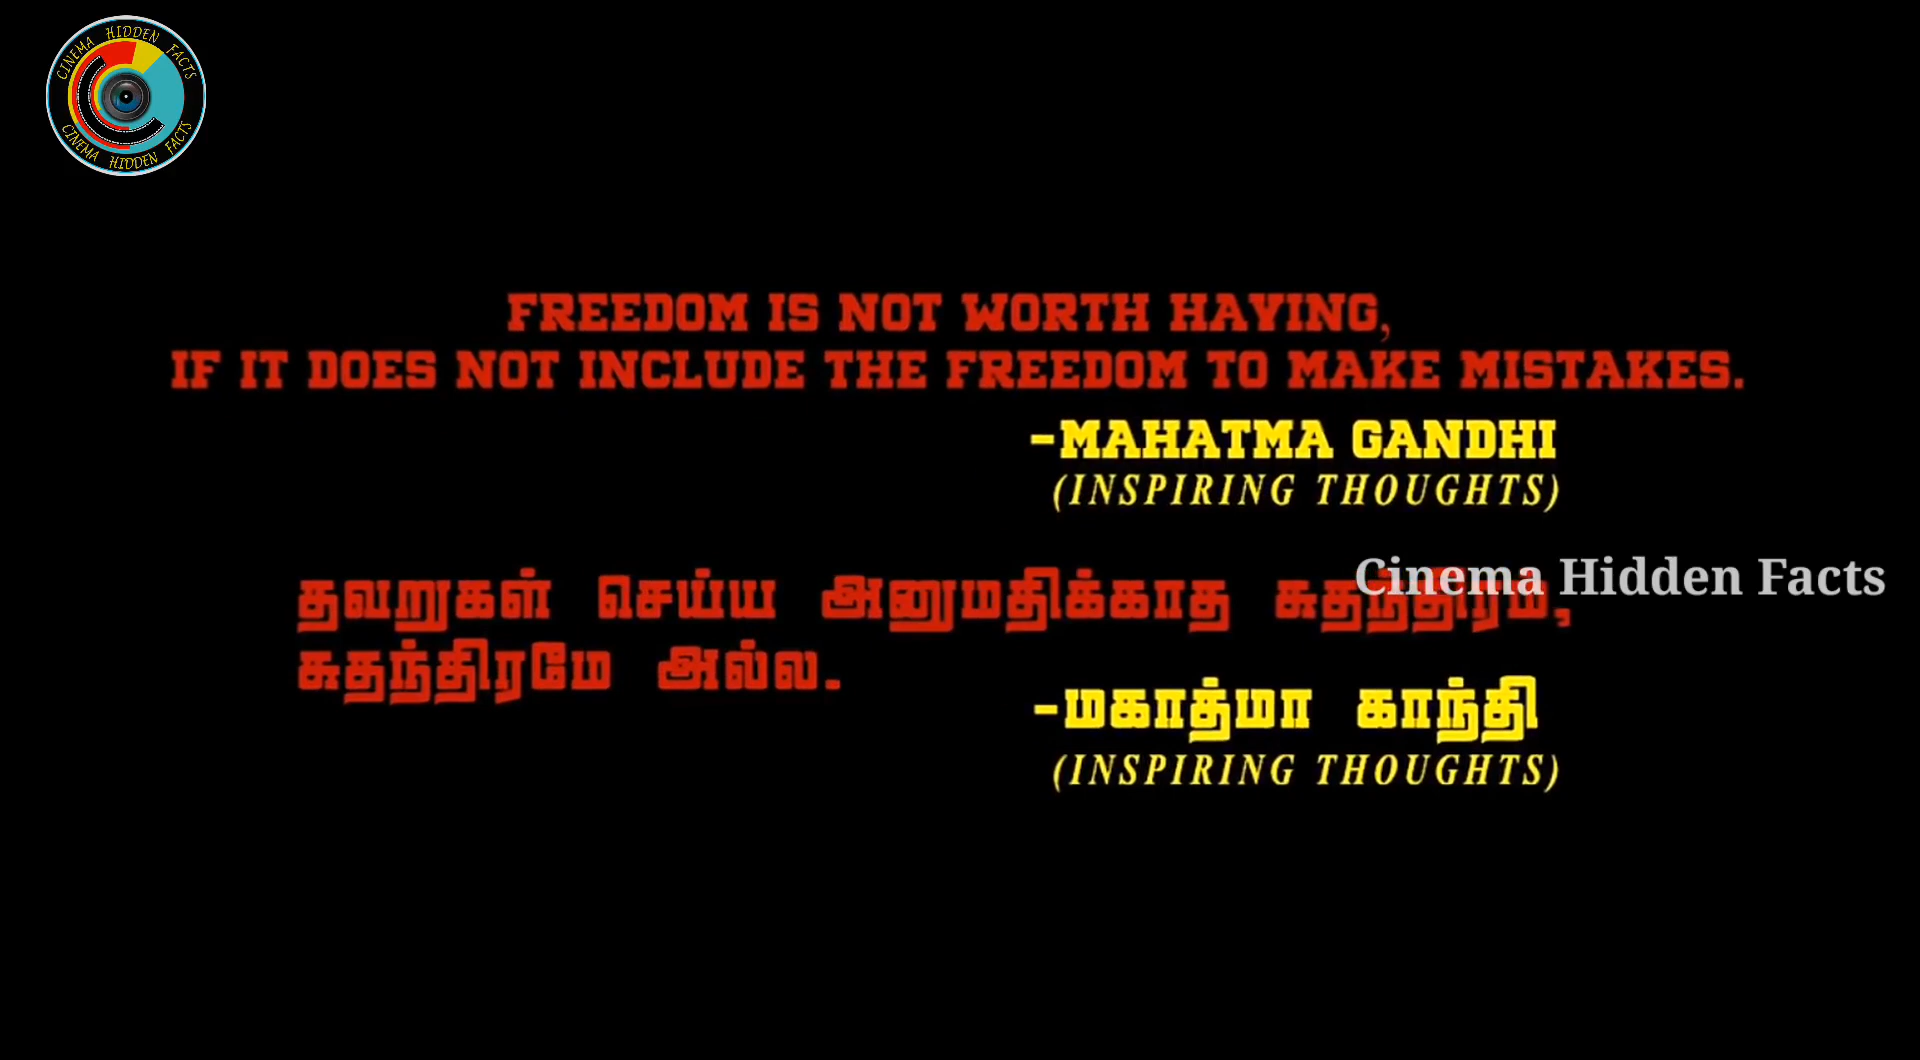 CINEMA HIDDEN FACTS
CINEMA HIDDEN FACTS
FREEDOM IS NOT WORTH HAVING,
IF IT DOES NOT INCLUDE THE FREEDOM TO MAKE MISTAKES.
-MAHATMA GANDHI
(INSPIRING THOUGHTS)
Cinema Hidden Facts
தவறுகள் செய்ய அனுமதிக்காத சுதந்திரம்,
சுதந்திரமே அல்ல.
-மகாத்மா காந்தி
(INSPIRING THOUGHTS)